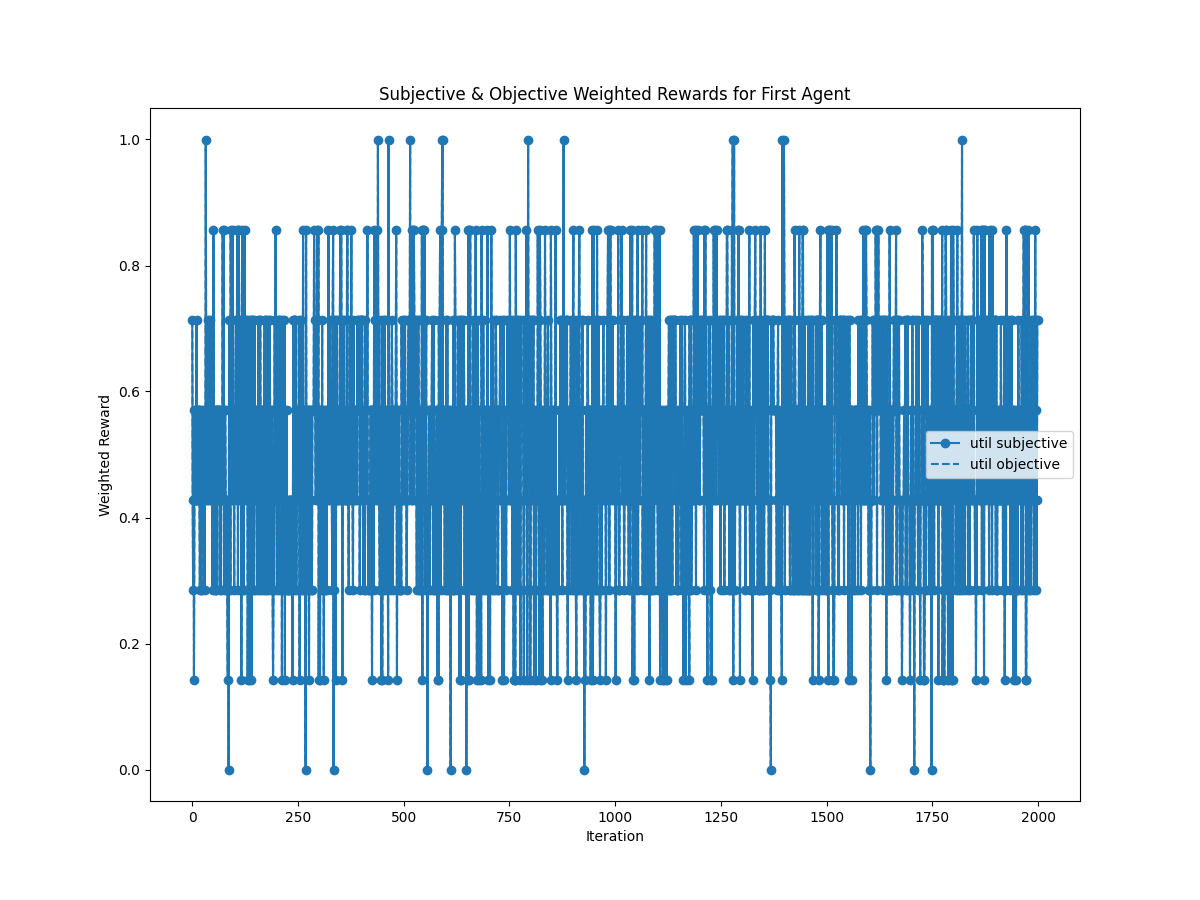 Subjective & Objective Weighted Rewards for First Agent
1.0
0.8
0.6
0.4
0.2
0.0
Weighted Reward
util subjective
util objective
0 250 500 750 1000 1250 1500 1750 2000
Iteration